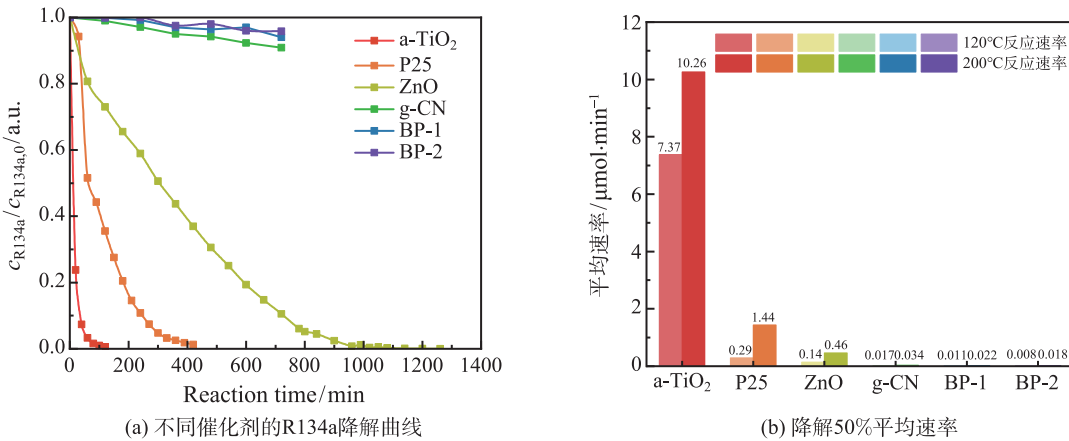 1.0
0.8
0.6
0.4
0.2
0.0
c_R134a/c_R134a,0/a.u.
a-TiO₂
P25
ZnO
g-CN
BP-1
BP-2
0 200 400 600 800 1000 1200 1400
Reaction time/min
(a) 不同催化剂的R134a降解曲线
12
10
8
6
4
2
0
平均速率/μmol·min⁻¹
120℃反应速率
200℃反应速率
10.26
7.37
1.44
0.29
0.14 0.46
0.017 0.034
0.011 0.022
0.008 0.018
a-TiO₂ P25 ZnO g-CN BP-1 BP-2
(b) 降解50%平均速率